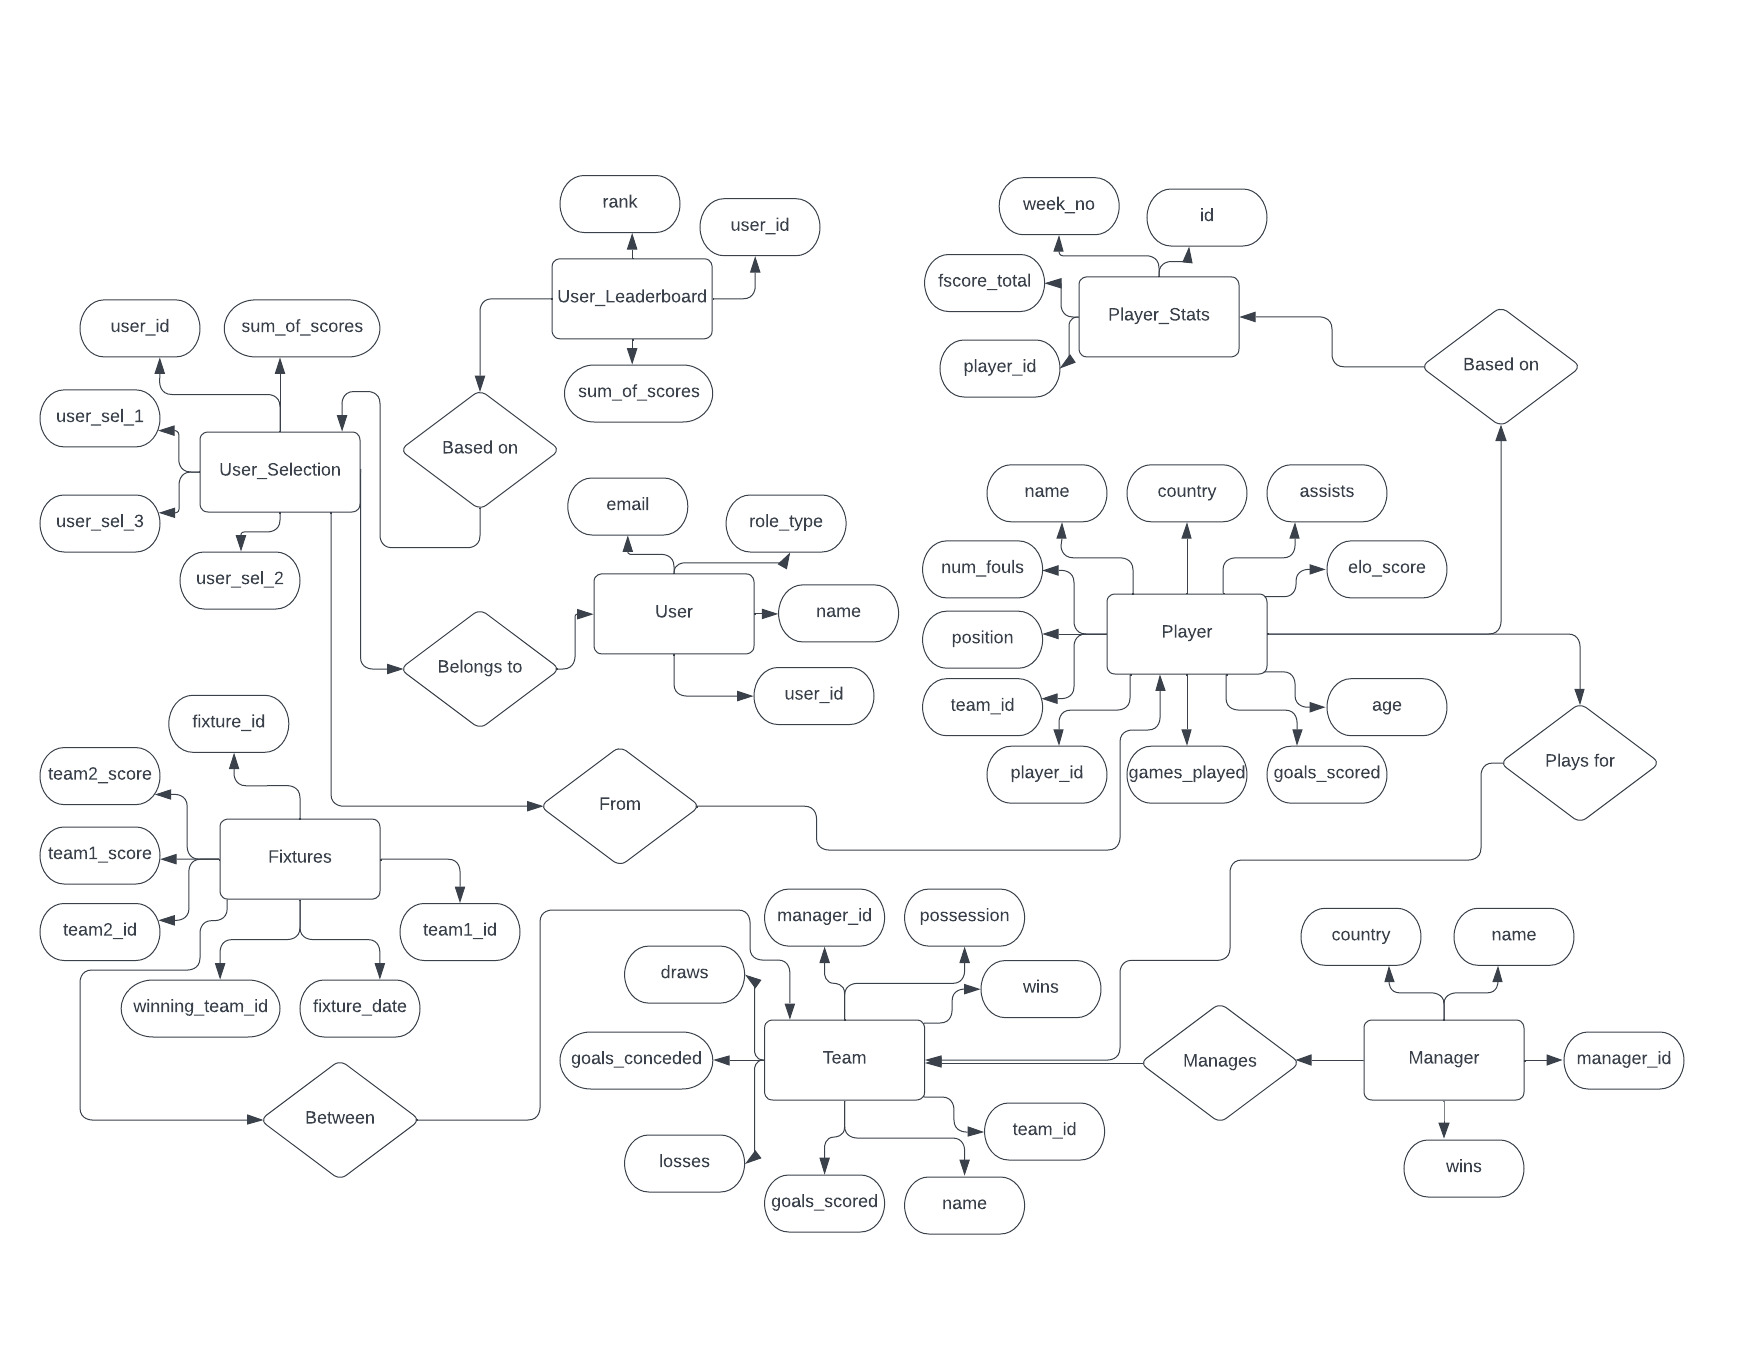 rank
user_id
User_Leaderboard
sum_of_scores
week_no
id
fscore_total
Player_Stats
player_id
Based on
user_id
sum_of_scores
user_sel_1
User_Selection
user_sel_3
user_sel_2
Based on
email
role_type
User
name
user_id
Belongs to
name
country
assists
num_fouls
elo_score
position
Player
team_id
age
player_id
games_played
goals_scored
Plays for
From
fixture_id
team2_score
team1_score
Fixtures
team2_id
team1_id
winning_team_id
fixture_date
Between
manager_id
possession
draws
wins
goals_conceded
Team
losses
team_id
goals_scored
name
Manages
country
name
Manager
manager_id
wins